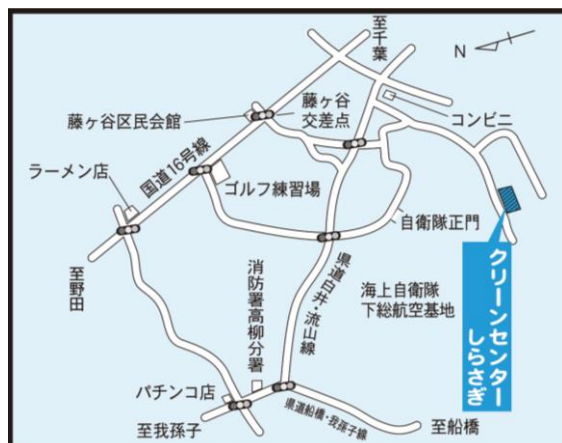 至千葉
N
藤ヶ谷区民会館
藤ヶ谷
交差点
コンビニ
ラーメン店
国道16号線
ゴルフ練習場
自衛隊正門
至野田
消防署高柳分署
県道白井・流山線
海上自衛隊
下総航空基地
クリーンセンター
しらさぎ
パチンコ店
県道船橋・我孫子線
至我孫子
至船橋